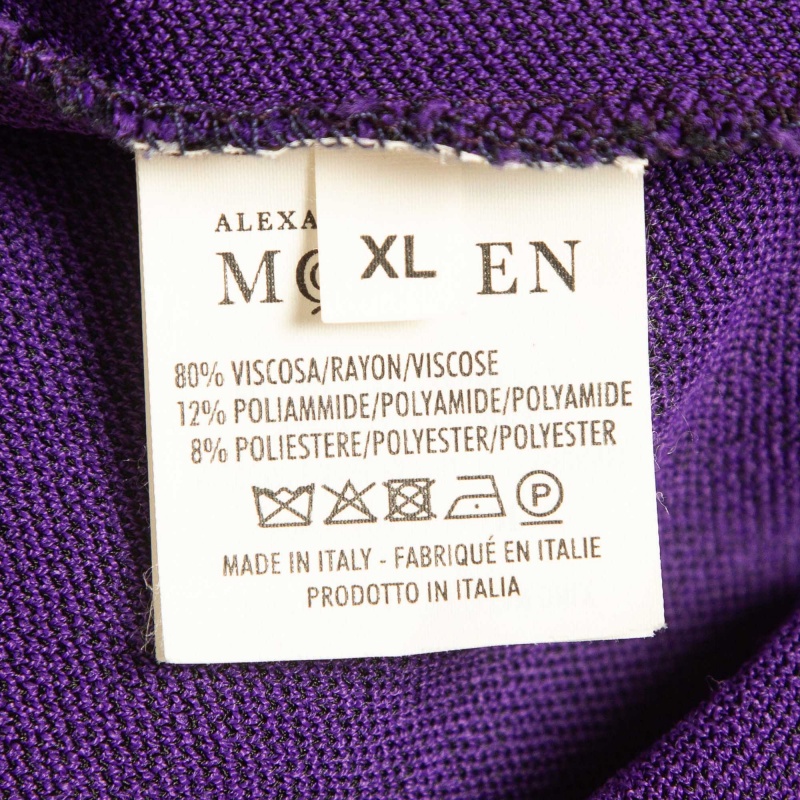 ALEXA
XL
MC EN
80% VISCOSA/RAYON/VISCOSE
12% POLIAMMIDE/POLYAMIDE/POLYAMIDE
8% POLIESTERE/POLYESTER/POLYESTER
P
MADE IN ITALY - FABRIQUÉ EN ITALIE
PRODOTTO IN ITALIA